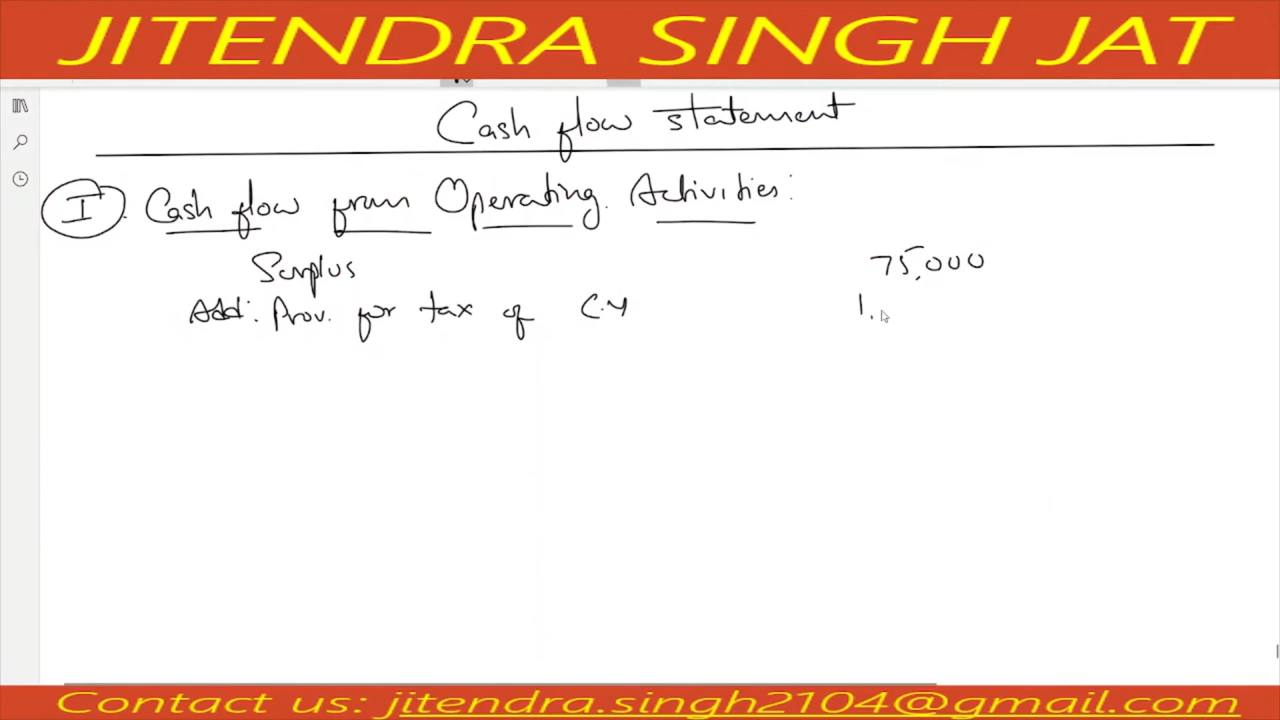 JITENDRA SINGH JAT
Cash flow statement
I. Cash flow from Operating Activities:
Surplus 75,000
Add: Prov. for tax of C.Y 1.
Contact us: jitendra.singh2104@gmail.com